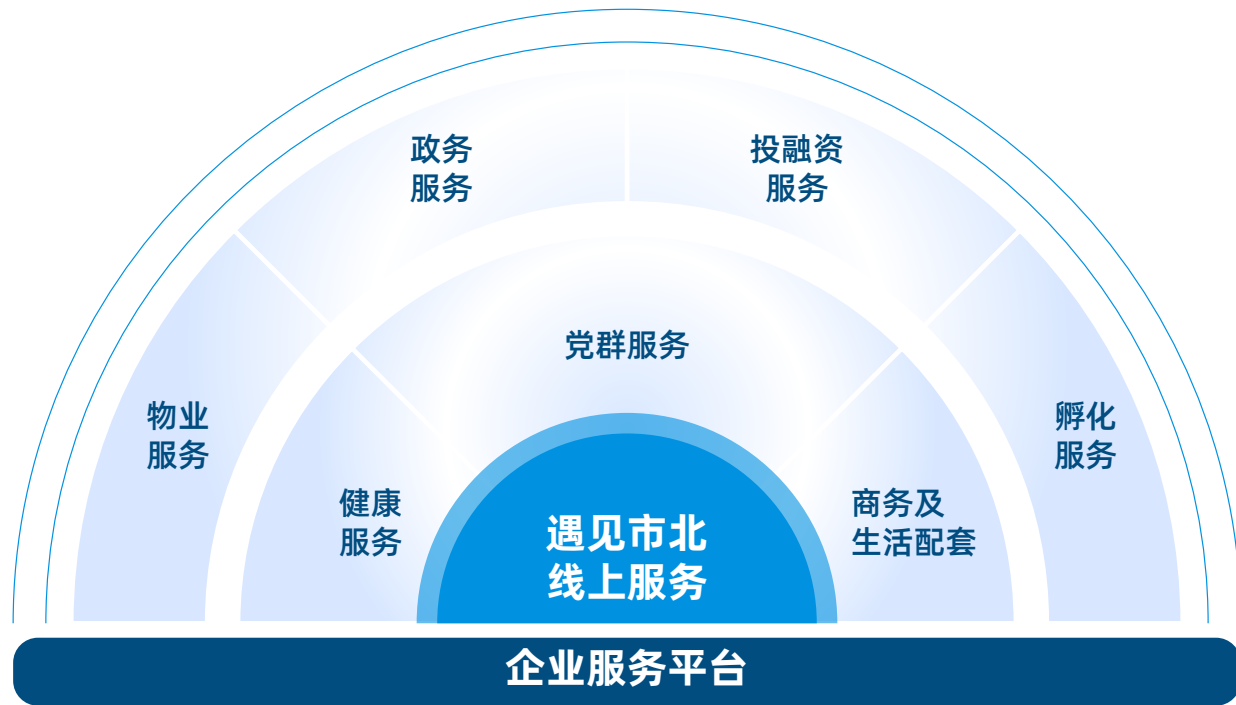 政务
服务
投融资
服务
党群服务
物业
服务
孵化
服务
健康
服务
商务及
生活配套
遇见市北
线上服务
企业服务平台